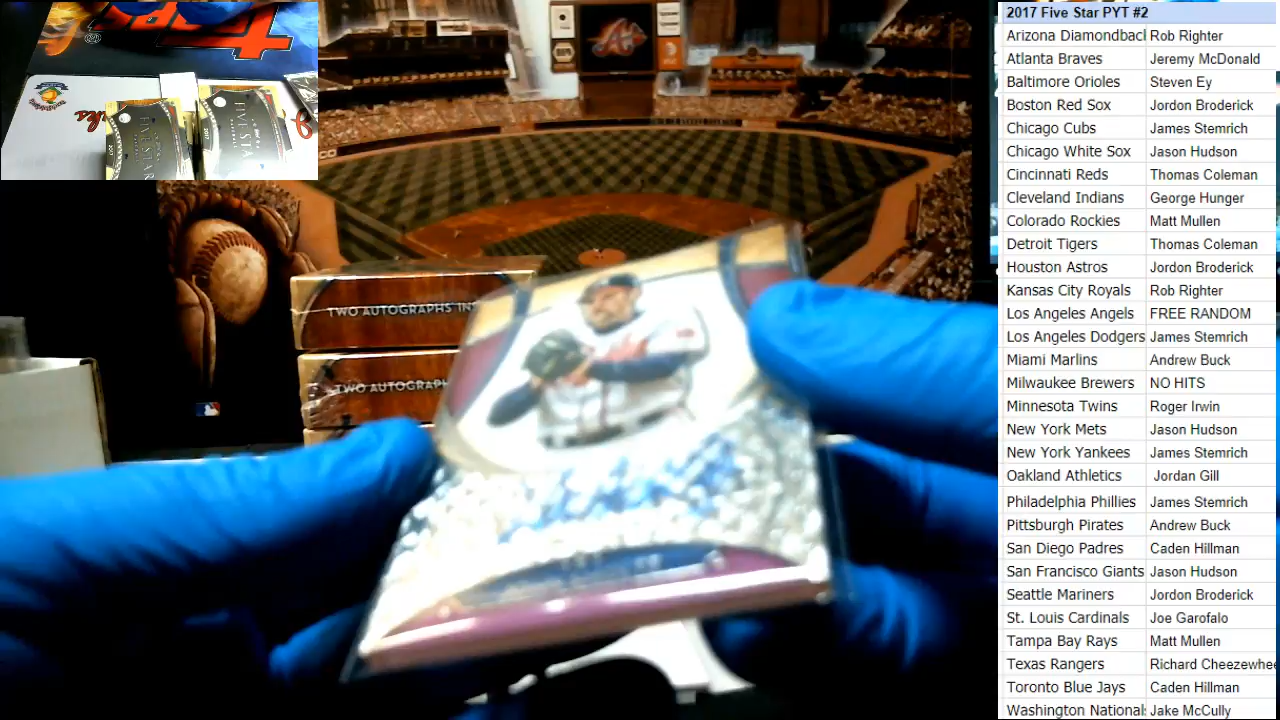 2017 Five Star PYT #2
Arizona Diamondback Rob Righter
Atlanta Braves Jeremy McDonald
Baltimore Orioles Steven Ey
Boston Red Sox Jordon Broderick
Chicago Cubs James Stemrich
Chicago White Sox Jason Hudson
Cincinnati Reds Thomas Coleman
Cleveland Indians George Hunger
Colorado Rockies Matt Mullen
Detroit Tigers Thomas Coleman
Houston Astros Jordon Broderick
Kansas City Royals Rob Righter
Los Angeles Angels FREE RANDOM
Los Angeles Dodgers James Stemrich
Miami Marlins Andrew Buck
Milwaukee Brewers NO HITS
Minnesota Twins Roger Irwin
New York Mets Jason Hudson
New York Yankees James Stemrich
Oakland Athletics Jordan Gill
Philadelphia Phillies James Stemrich
Pittsburgh Pirates Andrew Buck
San Diego Padres Caden Hillman
San Francisco Giants Jason Hudson
Seattle Mariners Jordon Broderick
St. Louis Cardinals Joe Garofalo
Tampa Bay Rays Matt Mullen
Texas Rangers Richard Cheezewhe
Toronto Blue Jays Caden Hillman
Washington National Jake McCully
TWO AUTOGRAPHS IN
TWO AUTOGRAPH
FIVE STAR
FIVE STA
2017